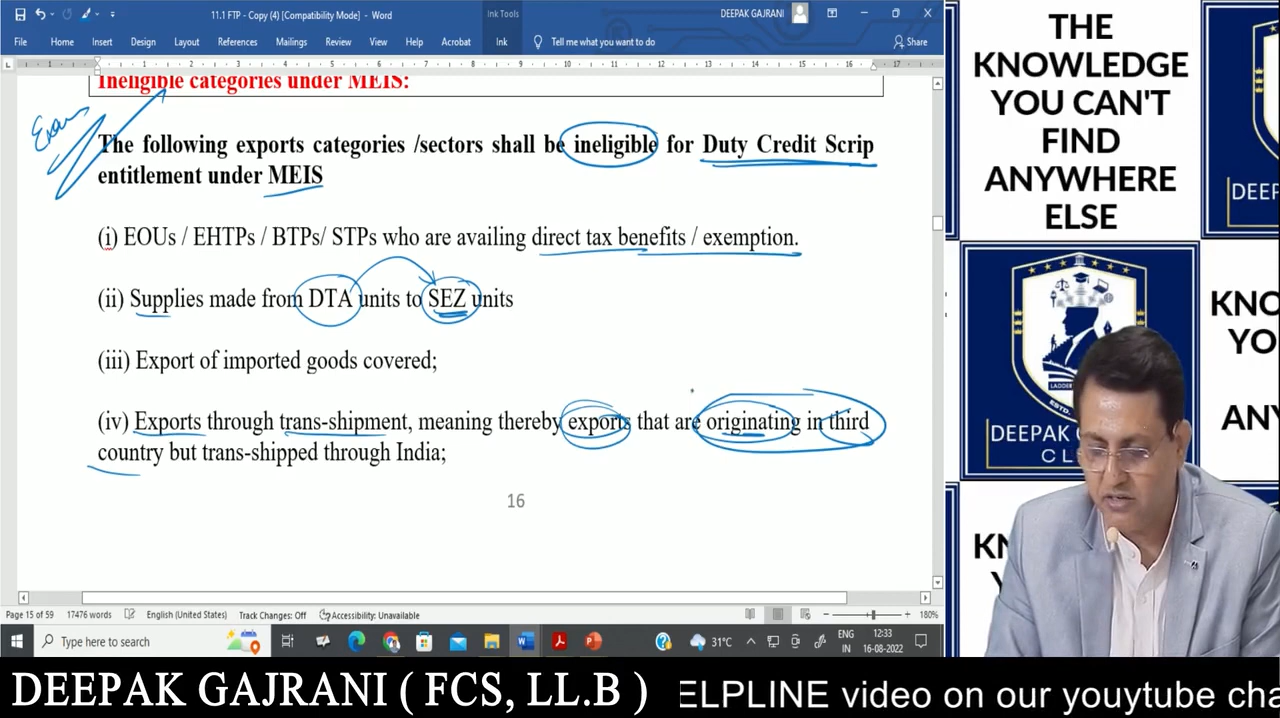 11.1 FTP - Copy (4) [Compatibility Mode] - Word
Ink Tools
DEEPAK GAJRANI
File Home Insert Design Layout References Mailings Review View Help Acrobat Ink Tell me what you want to do Share
Ineligible categories under MEIS:
Exam
The following exports categories /sectors shall be ineligible for Duty Credit Scrip
entitlement under MEIS
(i) EOUs / EHTPs / BTPs/ STPs who are availing direct tax benefits / exemption.
(ii) Supplies made from DTA units to SEZ units
(iii) Export of imported goods covered;
(iv) Exports through trans-shipment, meaning thereby exports that are originating in third
country but trans-shipped through India;
16
Page 15 of 59 17476 words English (United States) Track Changes: Off Accessibility: Unavailable 180%
Type here to search
31°C
ENG
IN
12:33
16-08-2022
THE
KNOWLEDGE
YOU CAN'T
FIND
ANYWHERE
ELSE
DEEPAK G
CL
DEEP
KNO
YO
ANY
KN
DEEPAK GAJRANI ( FCS, LL.B )
ELPLINE video on our youytube cha